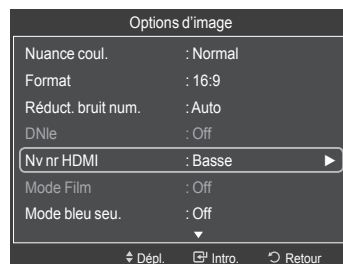 Options d'image
Nuance coul. : Normal
Format : 16:9
Réduct. bruit num. : Auto
DNIe : Off
Nv nr HDMI : Basse
Mode Film : Off
Mode bleu seu. : Off
Dépl. Intro. Retour